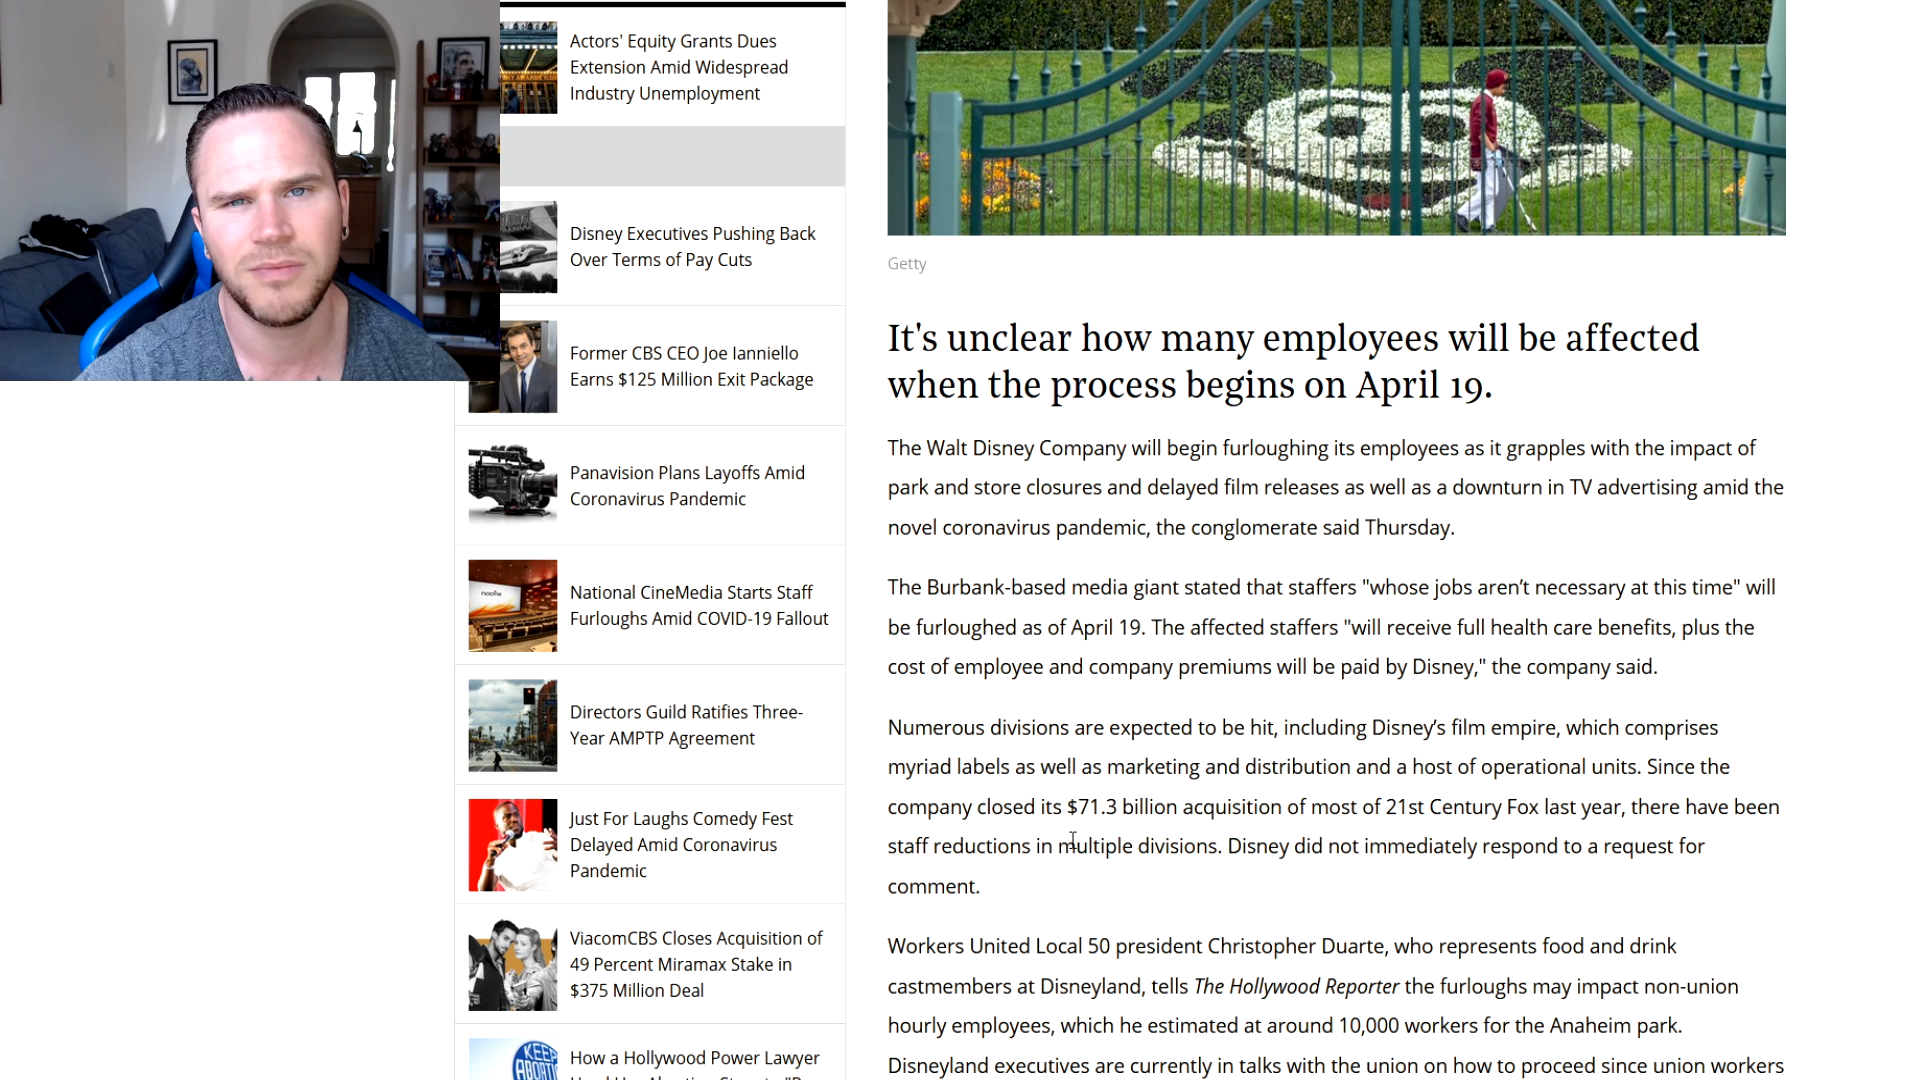 Actors' Equity Grants Dues
Extension Amid Widespread
Industry Unemployment
Disney Executives Pushing Back
Over Terms of Pay Cuts
Former CBS CEO Joe Ianniello
Earns $125 Million Exit Package
Panavision Plans Layoffs Amid
Coronavirus Pandemic
noovie
National CineMedia Starts Staff
Furloughs Amid COVID-19 Fallout
Directors Guild Ratifies Three-
Year AMPTP Agreement
Just For Laughs Comedy Fest
Delayed Amid Coronavirus
Pandemic
ViacomCBS Closes Acquisition of
49 Percent Miramax Stake in
$375 Million Deal
KEEP
How a Hollywood Power Lawyer
Getty
It's unclear how many employees will be affected
when the process begins on April 19.
The Walt Disney Company will begin furloughing its employees as it grapples with the impact of
park and store closures and delayed film releases as well as a downturn in TV advertising amid the
novel coronavirus pandemic, the conglomerate said Thursday.
The Burbank-based media giant stated that staffers "whose jobs aren’t necessary at this time" will
be furloughed as of April 19. The affected staffers "will receive full health care benefits, plus the
cost of employee and company premiums will be paid by Disney," the company said.
Numerous divisions are expected to be hit, including Disney’s film empire, which comprises
myriad labels as well as marketing and distribution and a host of operational units. Since the
company closed its $71.3 billion acquisition of most of 21st Century Fox last year, there have been
staff reductions in multiple divisions. Disney did not immediately respond to a request for
comment.
Workers United Local 50 president Christopher Duarte, who represents food and drink
castmembers at Disneyland, tells The Hollywood Reporter the furloughs may impact non-union
hourly employees, which he estimated at around 10,000 workers for the Anaheim park.
Disneyland executives are currently in talks with the union on how to proceed since union workers